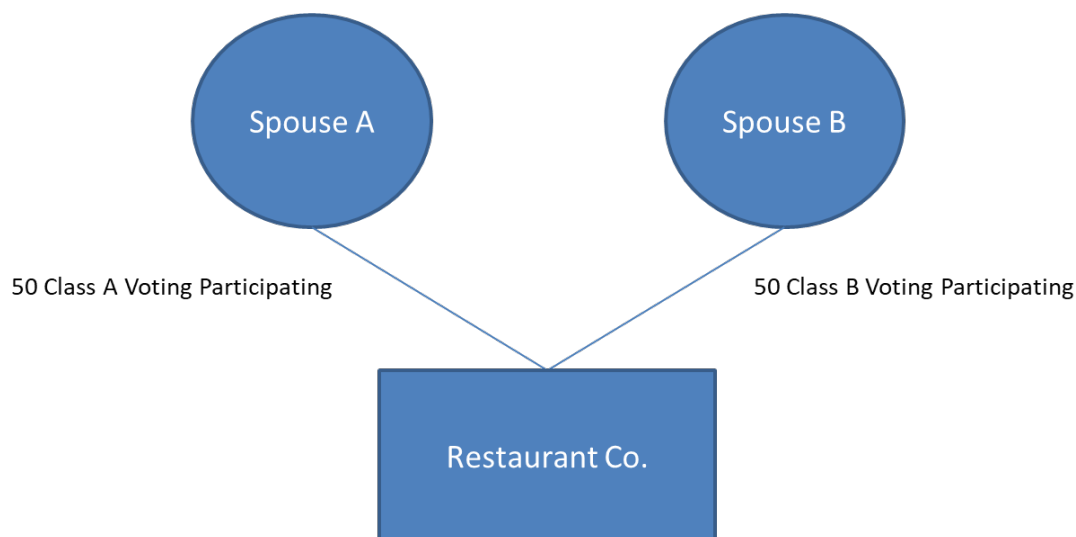 Spouse A
Spouse B
50 Class A Voting Participating
50 Class B Voting Participating
Restaurant Co.